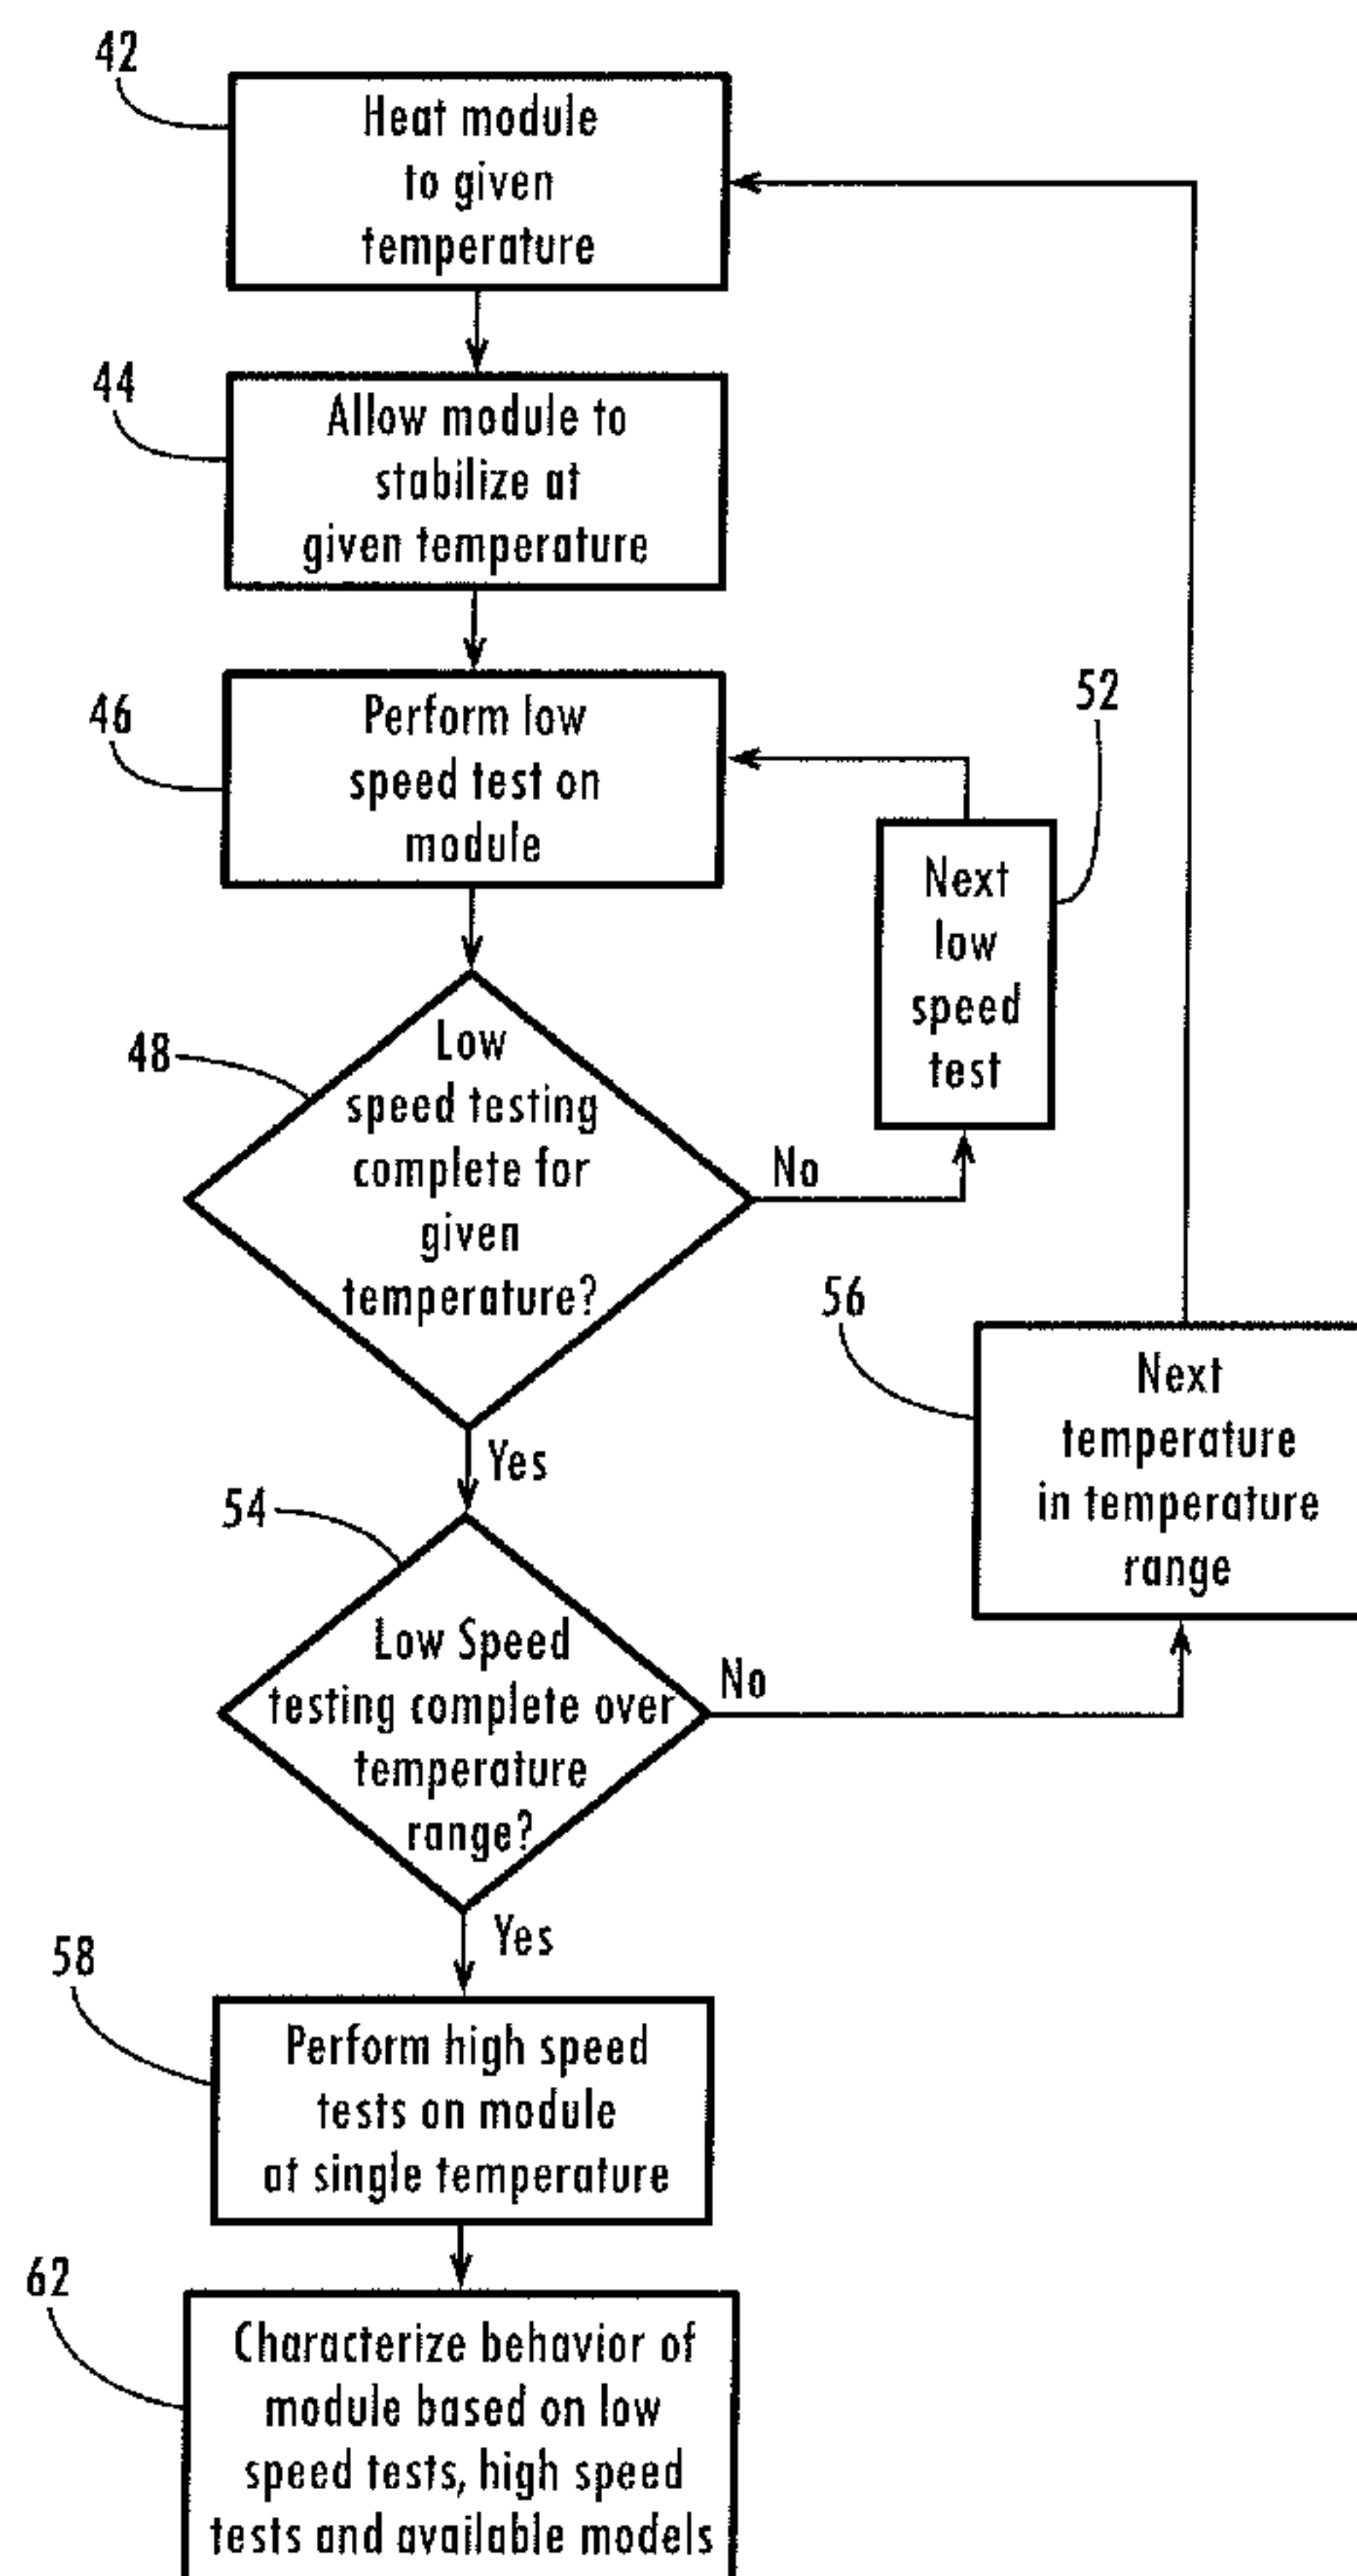 42
Heat module
to given
temperature
44
Allow module to
stabilize at
given temperature
46
Perform low
speed test on
module
52
Next
low
speed
test
48
Low
speed testing
complete for
given
temperature?
No
Yes
56
Next
temperature
in temperature
range
54
Low Speed
testing complete over
temperature
range?
No
Yes
58
Perform high speed
tests on module
at single temperature
62
Characterize behavior of
module based on low
speed tests, high speed
tests and available models